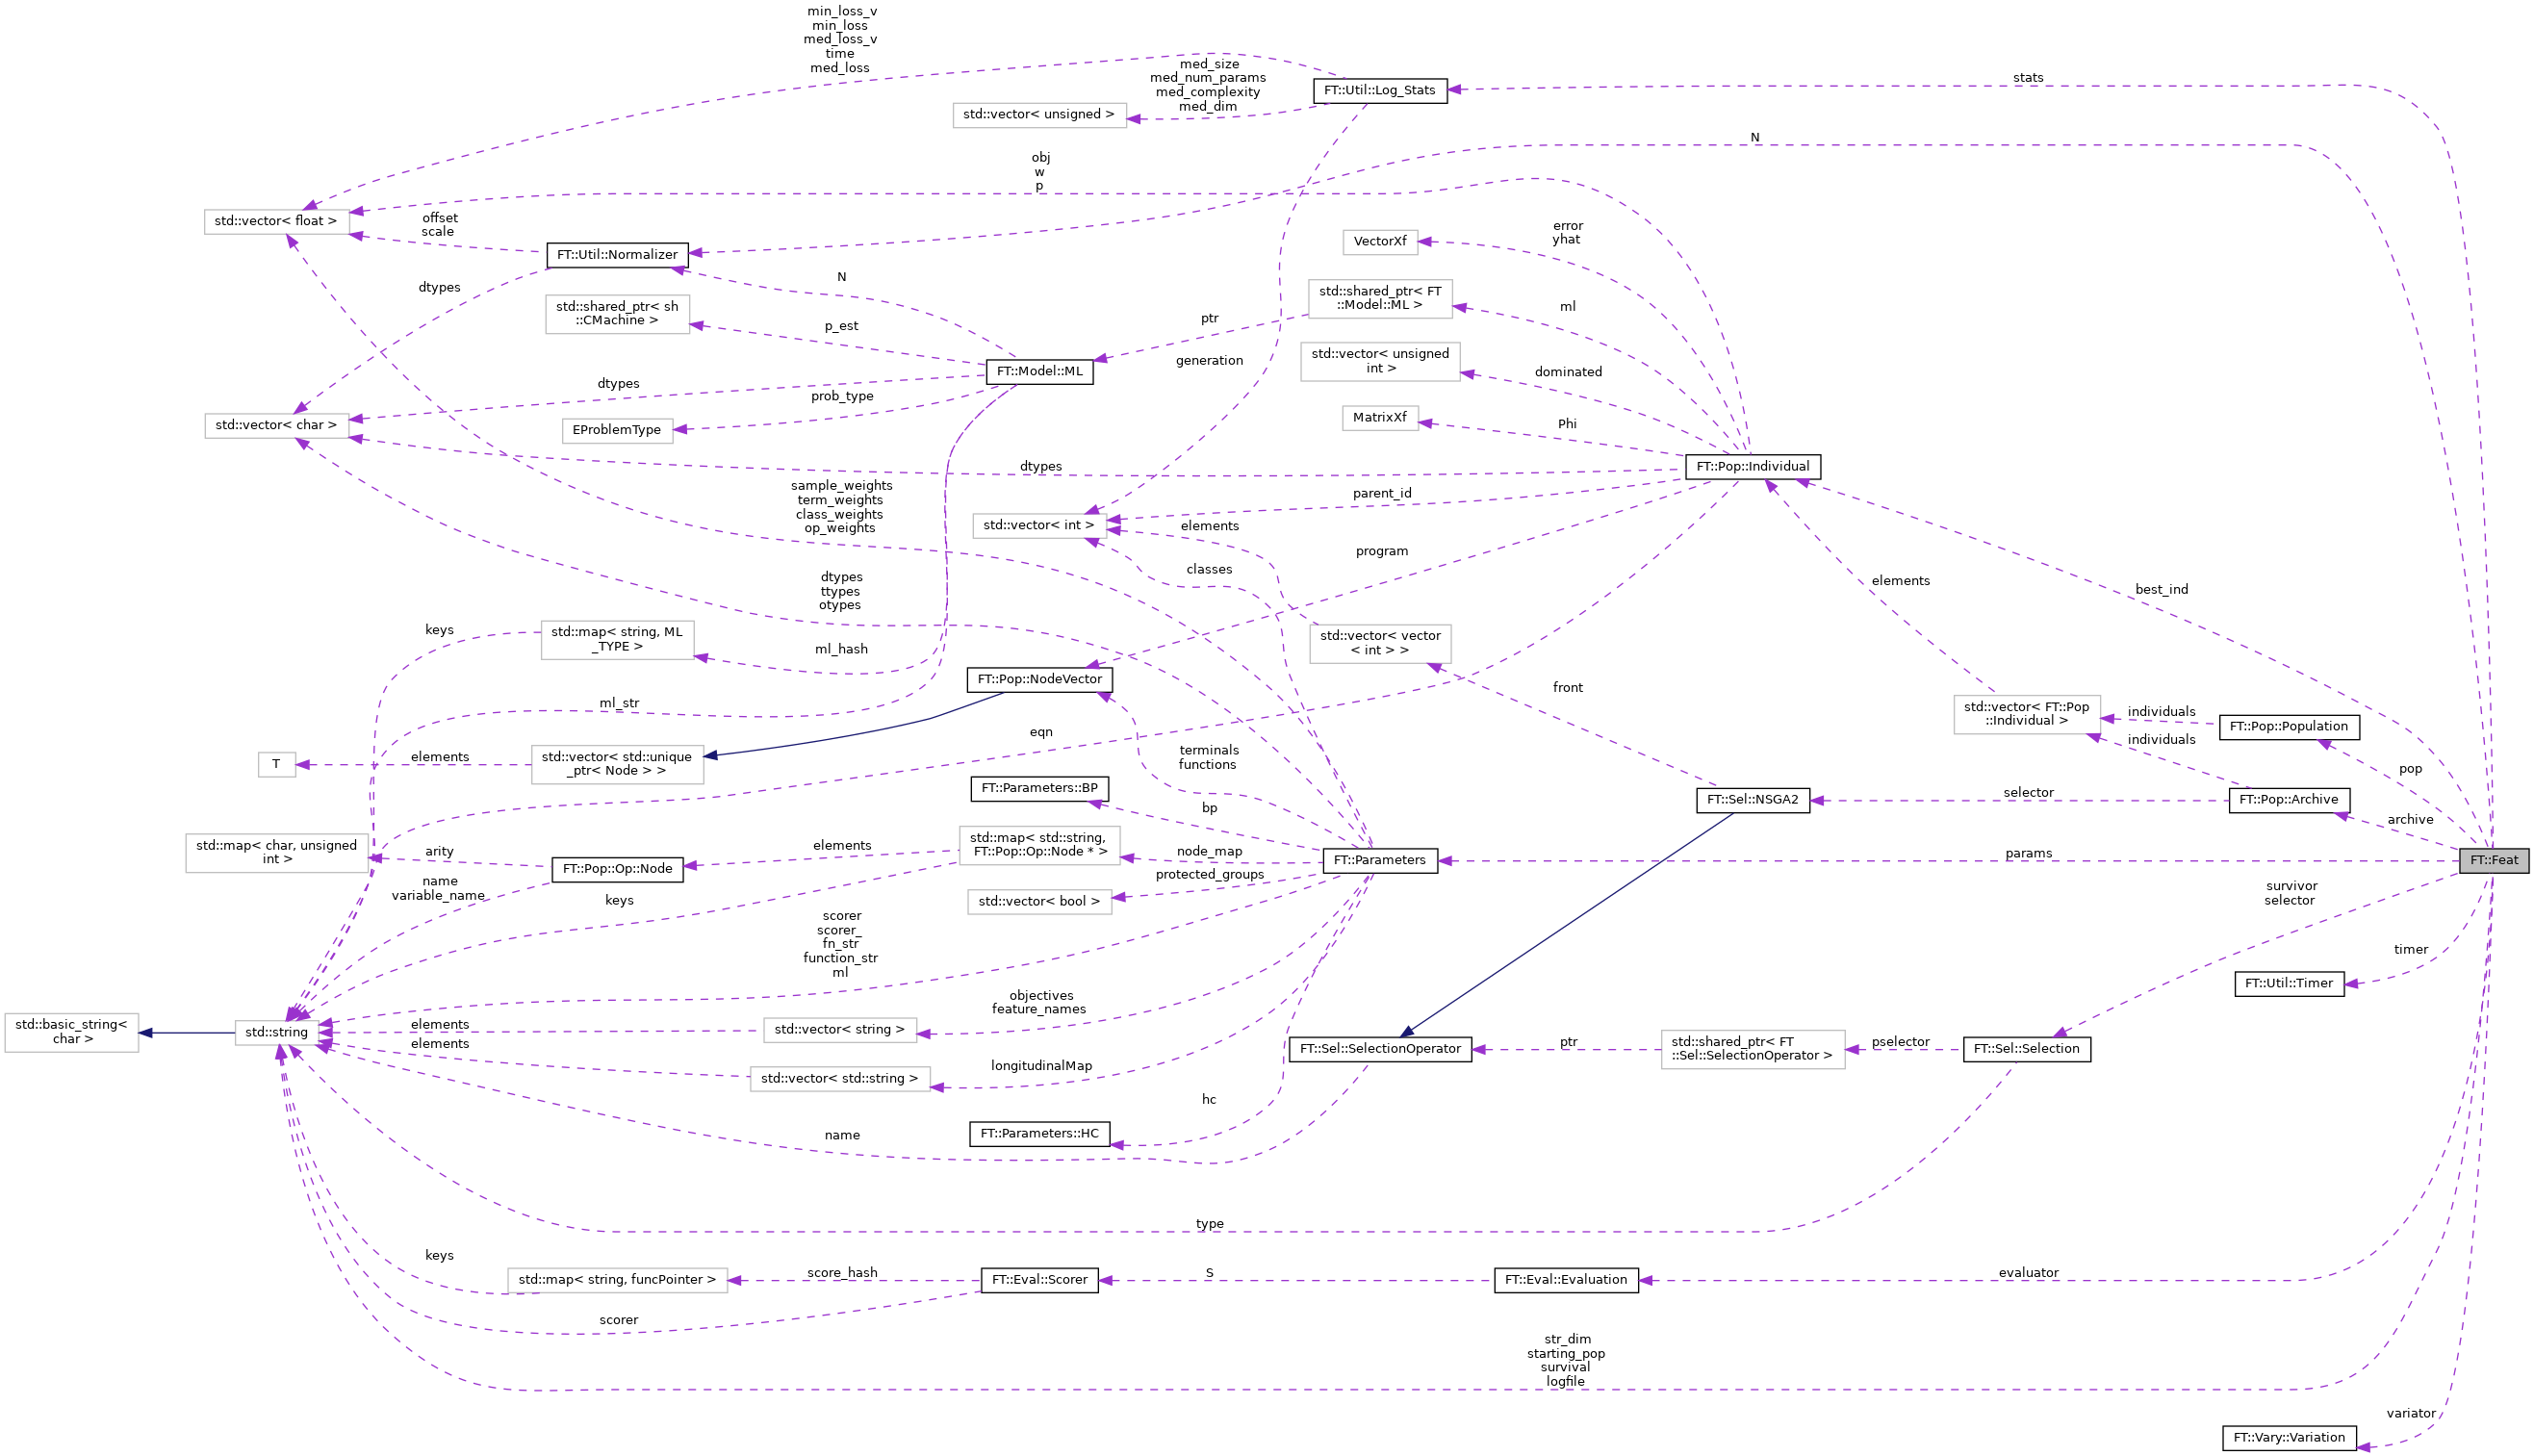 min_loss_v
min_loss
med_loss_v
time
med_loss
med_size
med_num_params
med_complexity
med_dim
stats
FT::Util::Log_Stats
std::vector< unsigned >
N
obj
w
p
std::vector< float >
offset
scale
error
yhat
VectorXf
FT::Util::Normalizer
N
dtypes
std::shared_ptr< sh
::CMachine >
p_est
ptr
std::shared_ptr< FT
::Model::ML >
ml
generation
FT::Model::ML
std::vector< unsigned
int >
dominated
dtypes
prob_type
std::vector< char >
EProblemType
MatrixXf
Phi
dtypes
FT::Pop::Individual
sample_weights
term_weights
class_weights
op_weights
parent_id
std::vector< int >
elements
program
classes
dtypes
ttypes
otypes
elements
best_ind
keys
std::map< string, ML
_TYPE >
ml_hash
std::vector< vector
< int > >
FT::Pop::NodeVector
front
ml_str
eqn
std::vector< FT::Pop
::Individual >
individuals
FT::Pop::Population
individuals
T
elements
std::vector< std::unique
_ptr< Node > >
terminals
functions
pop
FT::Parameters::BP
bp
FT::Sel::NSGA2
selector
FT::Pop::Archive
archive
std::map< char, unsigned
int >
arity
FT::Pop::Op::Node
elements
std::map< std::string,
FT::Pop::Op::Node * >
node_map
FT::Parameters
params
FT::Feat
name
variable_name
keys
protected_groups
std::vector< bool >
survivor
selector
scorer
scorer_
fn_str
function_str
ml
timer
FT::Util::Timer
objectives
feature_names
std::basic_string<
char >
std::string
elements
std::vector< string >
elements
std::vector< std::string >
longitudinalMap
FT::Sel::SelectionOperator
ptr
std::shared_ptr< FT
::Sel::SelectionOperator >
pselector
FT::Sel::Selection
hc
name
FT::Parameters::HC
type
keys
std::map< string, funcPointer >
score_hash
FT::Eval::Scorer
S
FT::Eval::Evaluation
evaluator
scorer
str_dim
starting_pop
survival
logfile
variator
FT::Vary::Variation